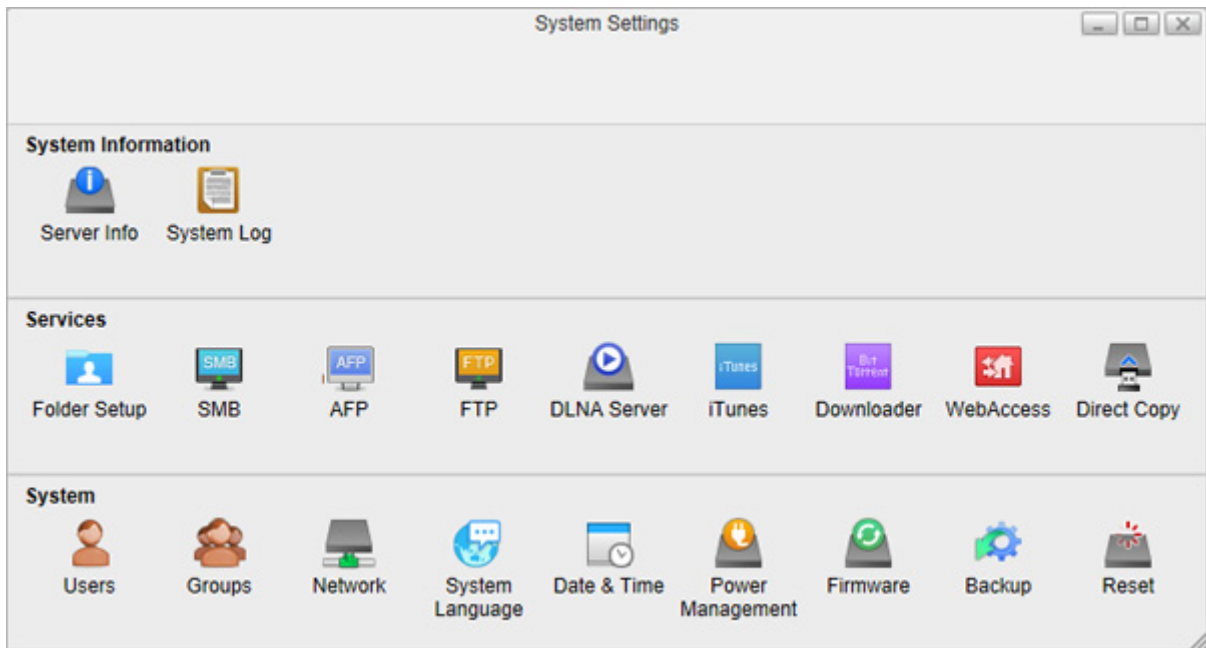 System Settings
System Information
Server Info System Log
Services
SMB AFP FTP iTunes Bit
Torrent
Folder Setup SMB AFP FTP DLNA Server iTunes Downloader WebAccess Direct Copy
System
Users Groups Network System Language Date & Time Power Management Firmware Backup Reset